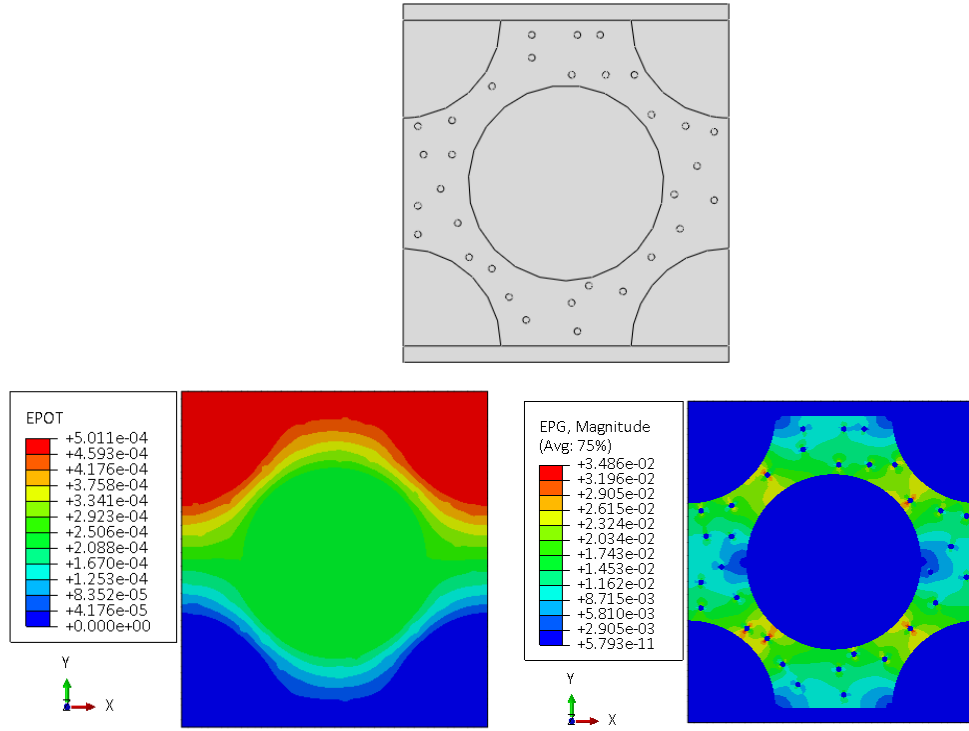 EPOT
+5.011e-04
+4.593e-04
+4.176e-04
+3.758e-04
+3.341e-04
+2.923e-04
+2.506e-04
+2.088e-04
+1.670e-04
+1.253e-04
+8.352e-05
+4.176e-05
+0.000e+00
Y
Z
X
EPG, Magnitude
(Avg: 75%)
+3.486e-02
+3.196e-02
+2.905e-02
+2.615e-02
+2.324e-02
+2.034e-02
+1.743e-02
+1.453e-02
+1.162e-02
+8.715e-03
+5.810e-03
+2.905e-03
+5.793e-11
Y
Z
X